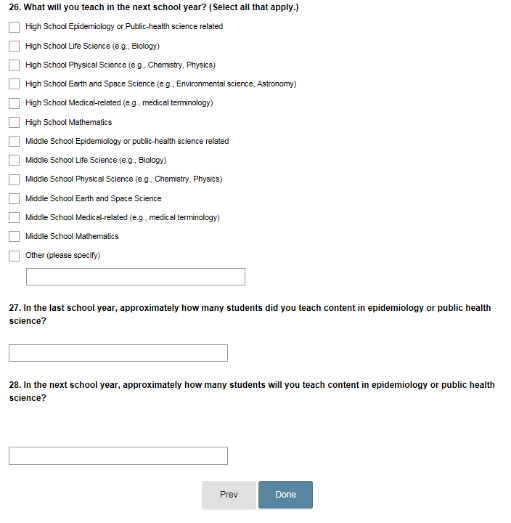 26. What will you teach in the next school year? (Select all that apply.)
High School Epidemiology or Public-health science related
High School Life Science (e.g., Biology)
High School Physical Science (e.g., Chemistry, Physics)
High School Earth and Space Science (e.g., Environmental science, Astronomy)
High School Medical-related (e.g., medical terminology)
High School Mathematics
Middle School Epidemiology or public-health science related
Middle School Life Science (e.g., Biology)
Middle School Physical Science (e.g., Chemistry, Physics)
Middle School Earth and Space Science
Middle School Medical-related (e.g., medical terminology)
Middle School Mathematics
Other (please specify)
27. In the last school year, approximately how many students did you teach content in epidemiology or public health
science?
28. In the next school year, approximately how many students will you teach content in epidemiology or public health
science?
Prev
Done